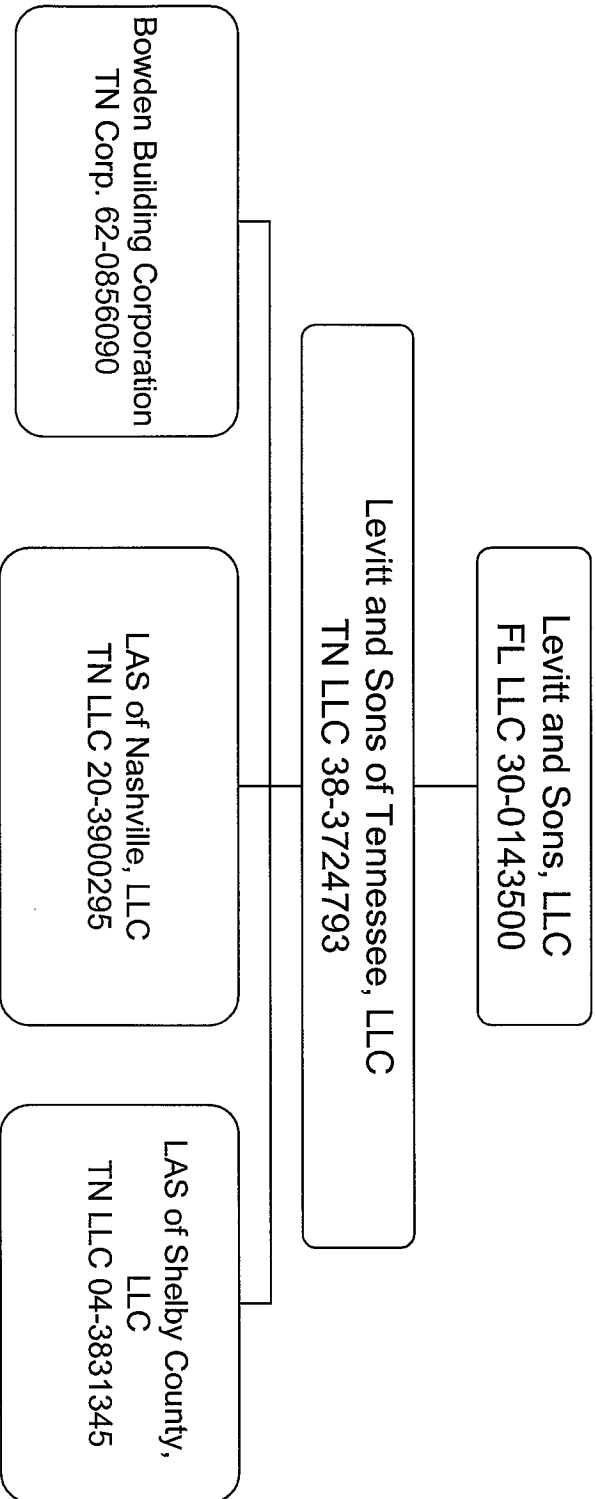 Levitt and Sons, LLC
FL LLC 30-0143500
Levitt and Sons of Tennessee, LLC
TN LLC 38-3724793
Bowden Building Corporation
TN Corp. 62-0856090
LAS of Nashville, LLC
TN LLC 20-3900295
LAS of Shelby County,
LLC
TN LLC 04-3831345